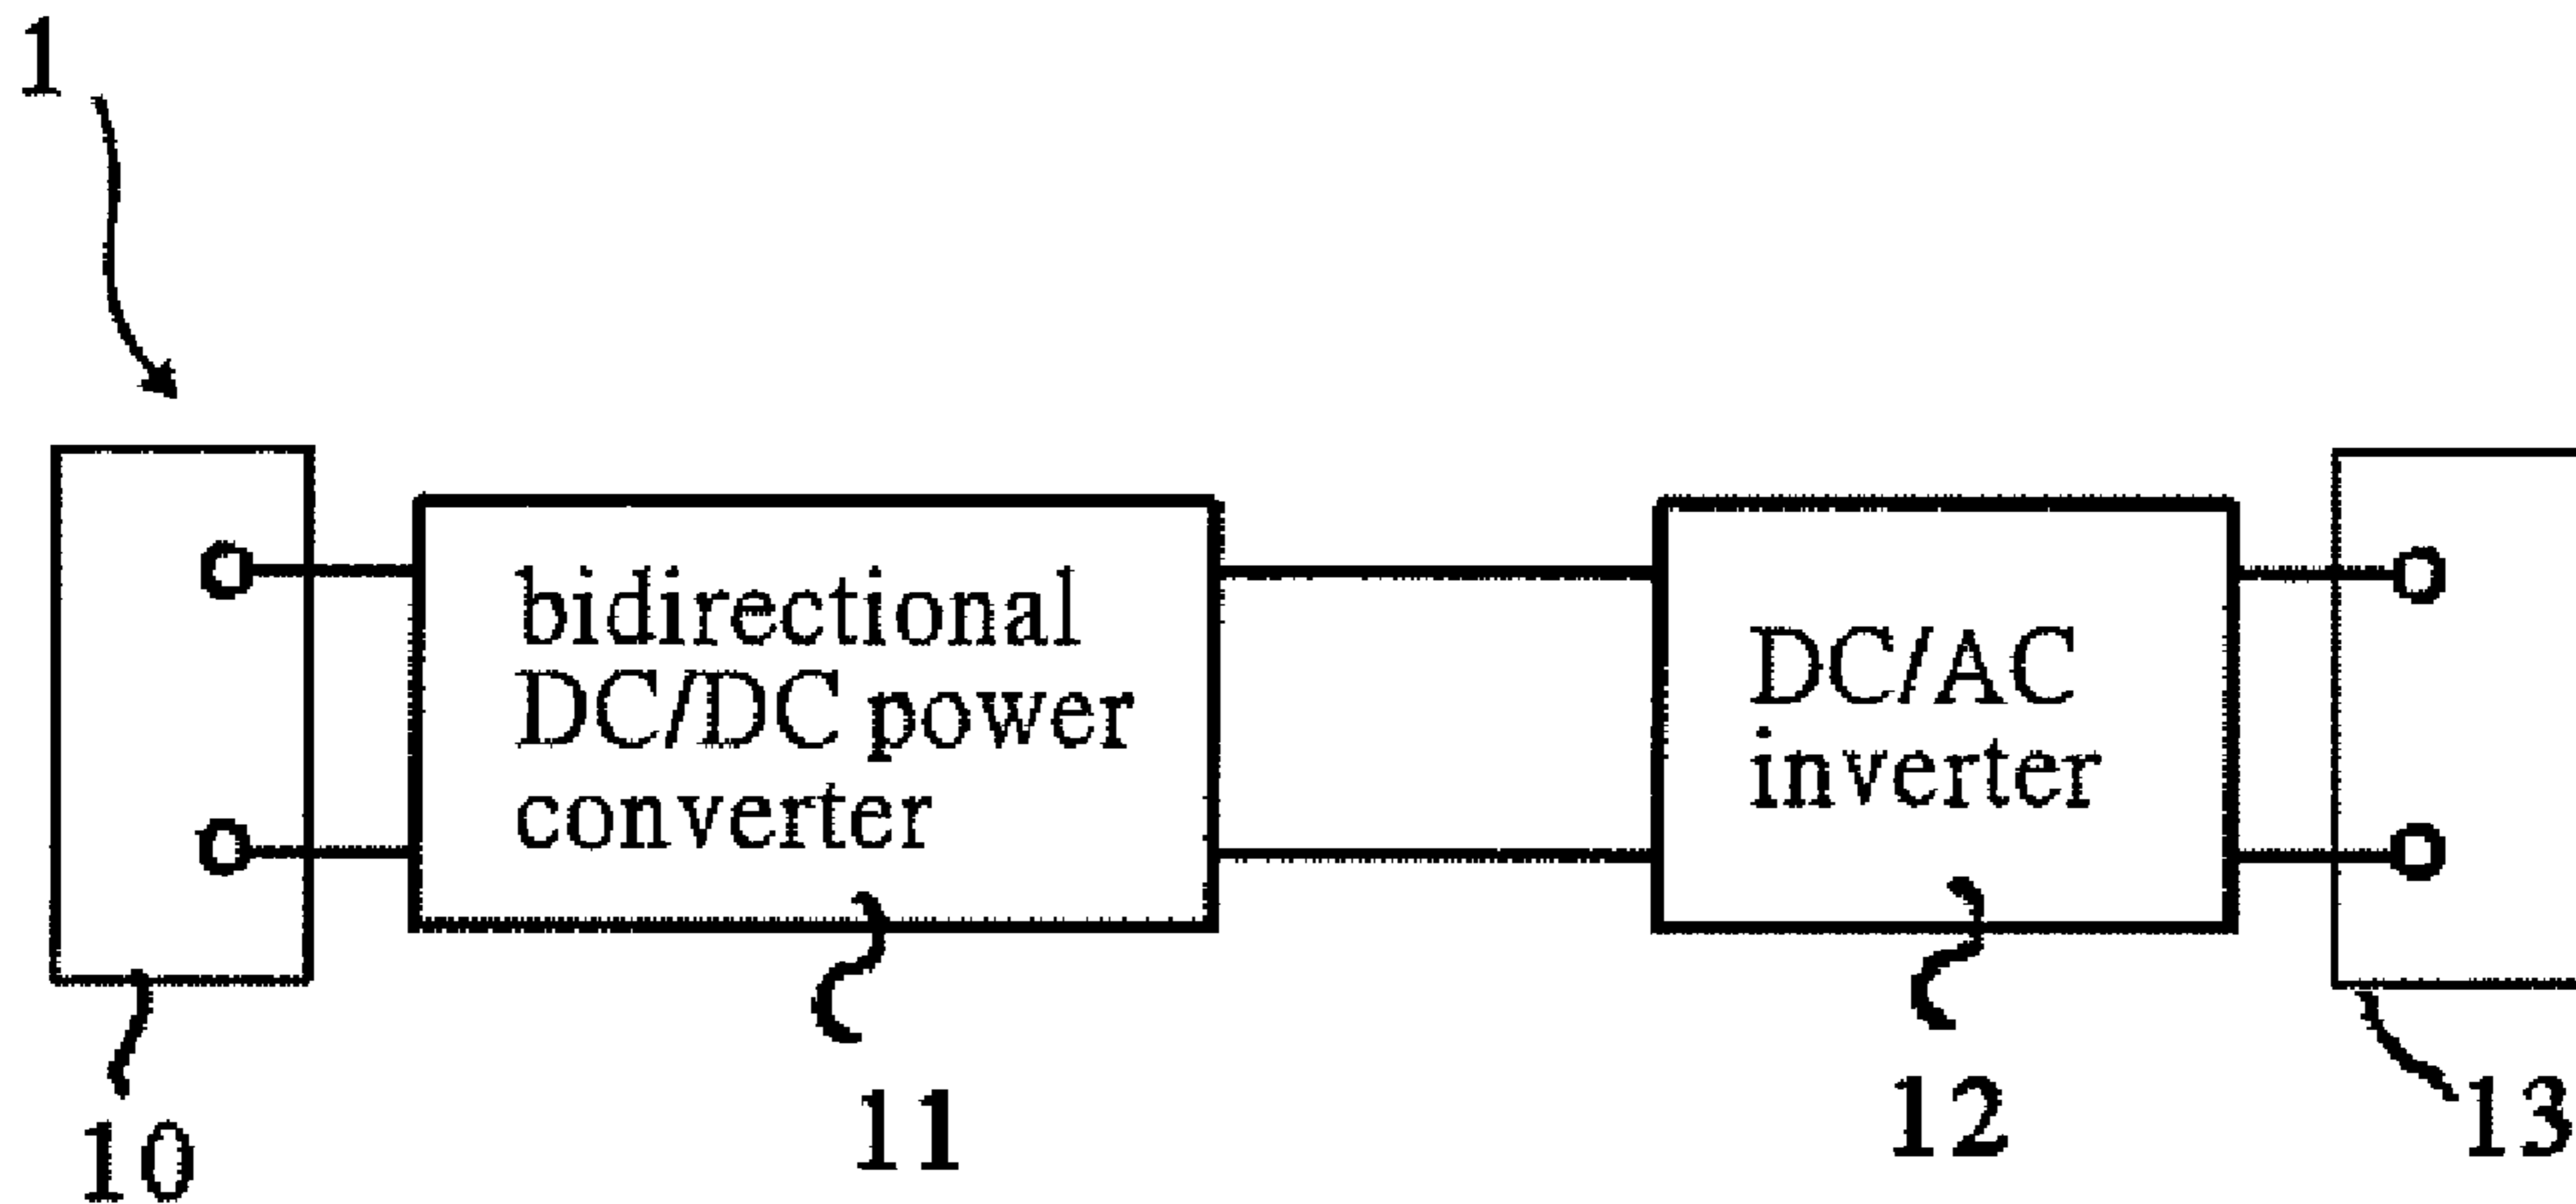 1
bidirectional
DC/DC power
converter
DC/AC
inverter
10
11
12
13